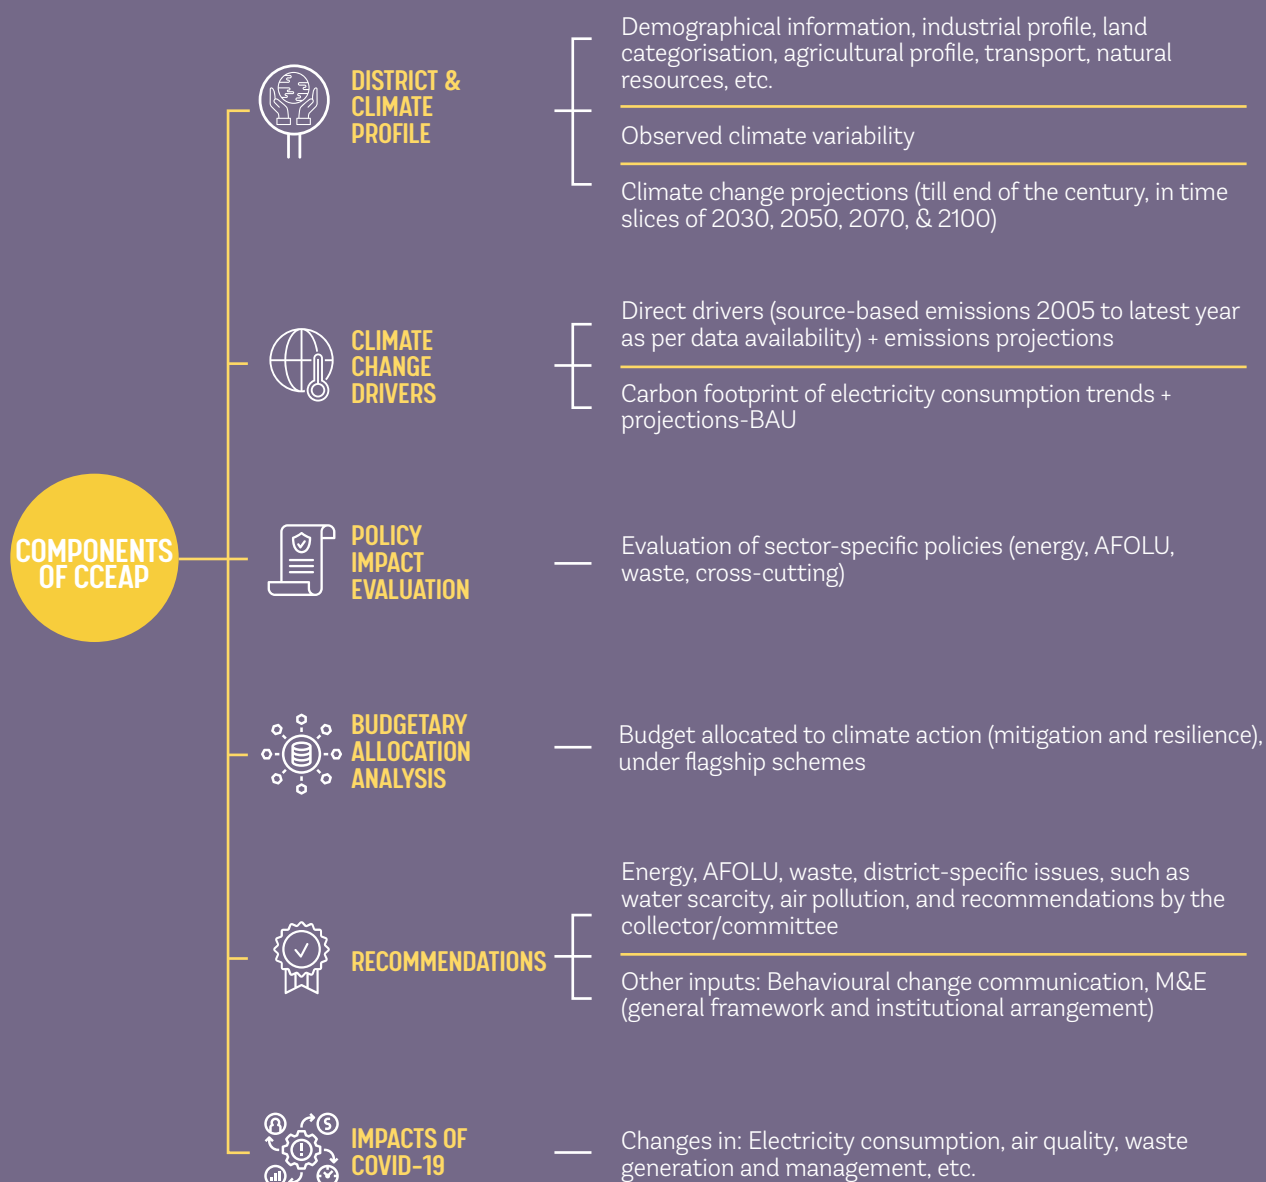 COMPONENTS
OF CCEAP
DISTRICT &
CLIMATE
PROFILE
Demographical information, industrial profile, land
categorisation, agricultural profile, transport, natural
resources, etc.
Observed climate variability
Climate change projections (till end of the century, in time
slices of 2030, 2050, 2070, & 2100)
CLIMATE
CHANGE
DRIVERS
Direct drivers (source-based emissions 2005 to latest year
as per data availability) + emissions projections
Carbon footprint of electricity consumption trends +
projections-BAU
POLICY
IMPACT
EVALUATION
Evaluation of sector-specific policies (energy, AFOLU,
waste, cross-cutting)
BUDGETARY
ALLOCATION
ANALYSIS
Budget allocated to climate action (mitigation and resilience),
under flagship schemes
RECOMMENDATIONS
Energy, AFOLU, waste, district-specific issues, such as
water scarcity, air pollution, and recommendations by the
collector/committee
Other inputs: Behavioural change communication, M&E
(general framework and institutional arrangement)
IMPACTS OF
COVID-19
Changes in: Electricity consumption, air quality, waste
generation and management, etc.